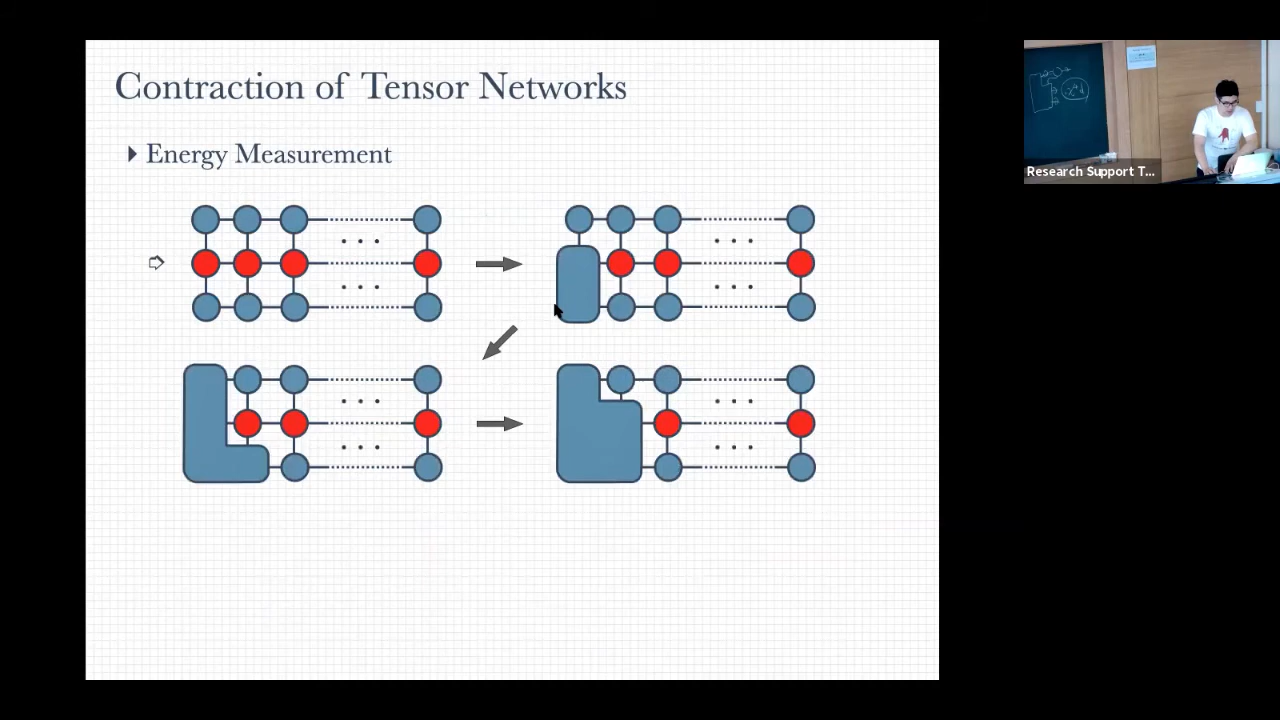 Contraction of Tensor Networks
Energy Measurement
Research Support T...